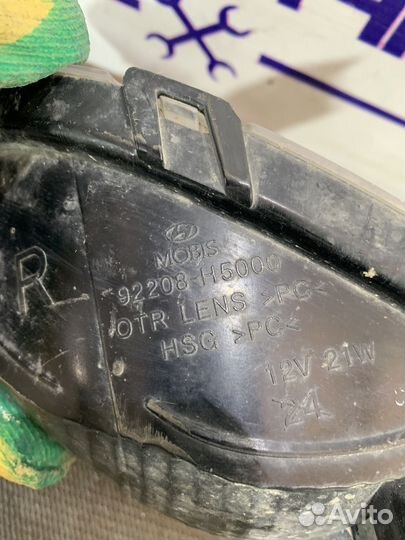 MOBIS
92208-H5000
R
OTR LENS >PC<
HSG >PC<
12V 21W
24
Avito